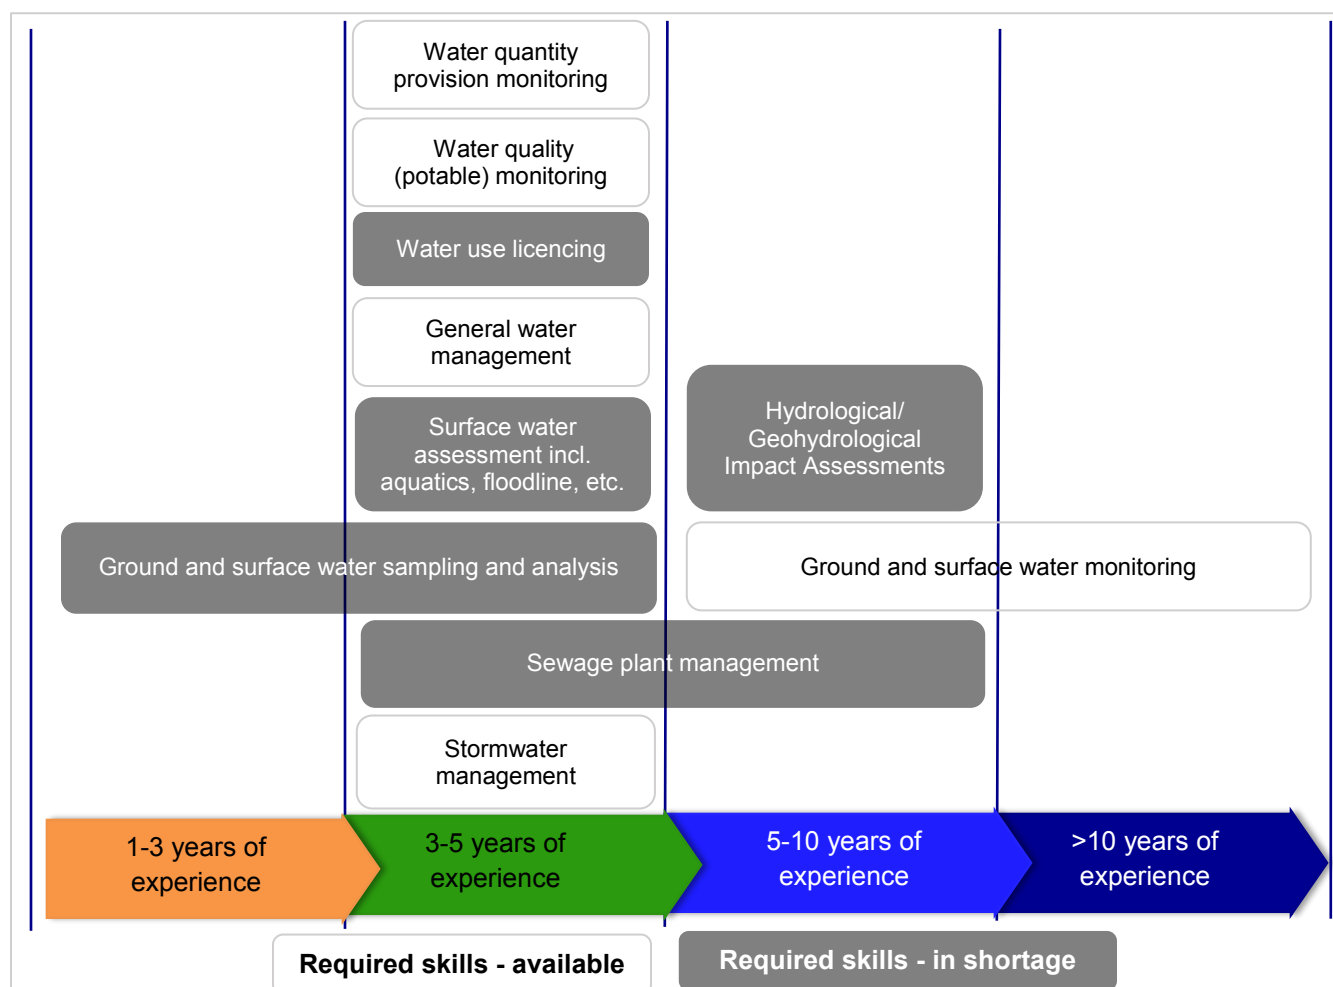 Water quantity
provision monitoring
Water quality
(potable) monitoring
Water use licencing
General water
management
Surface water
assessment incl.
aquatics, floodline, etc.
Hydrological/
Geohydrological
Impact Assessments
Ground and surface water sampling and analysis
Ground and surface water monitoring
Sewage plant management
Stormwater
management
1-3 years of
experience
3-5 years of
experience
5-10 years of
experience
>10 years of
experience
Required skills - available
Required skills - in shortage